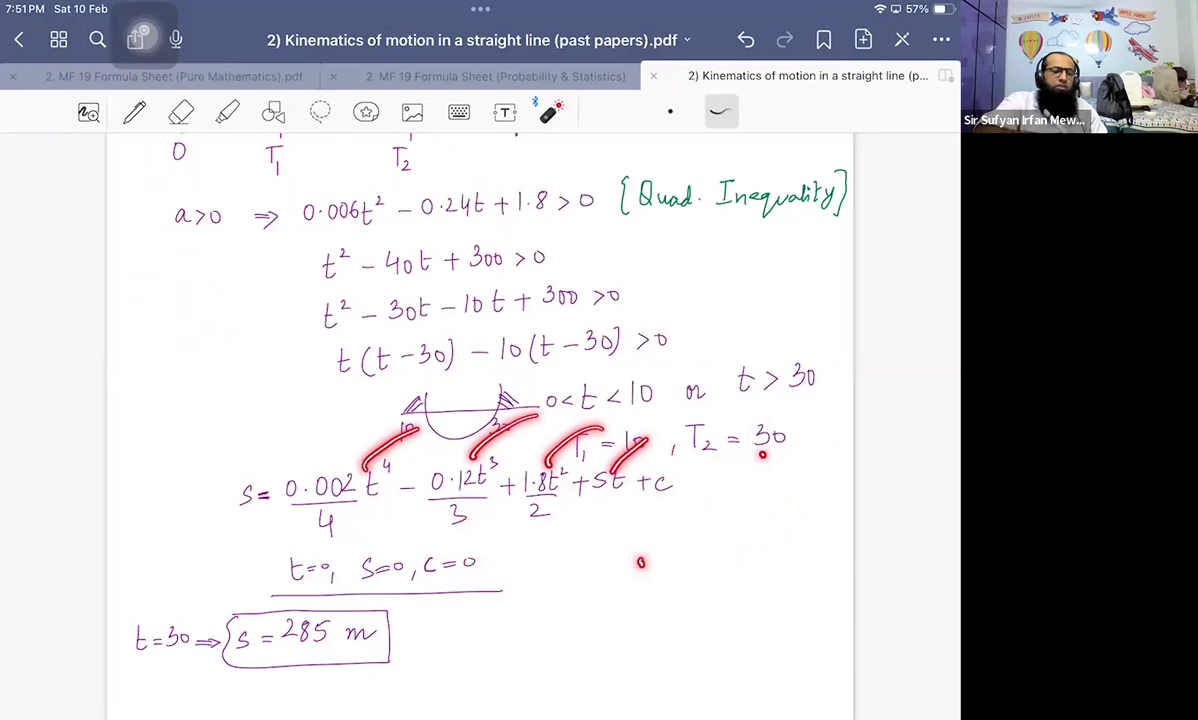 7:51 PM Sat 10 Feb
57%
2) Kinematics of motion in a straight line (past papers).pdf
2. MF 19 Formula Sheet (Pure Mathematics).pdf
2. MF 19 Formula Sheet (Probability & Statistics)
2) Kinematics of motion in a straight line (p...
Sir Sufyan Irfan Mew...
0 T₁ T₂
a>0 ⇒ 0.006t² - 0.24t + 1.8 > 0 [Quad. Inequality]
t² - 40t + 300 > 0
t² - 30t - 10t + 300 > 0
t(t-30) - 10(t-30) > 0
0 < t < 10 or t > 30
T₁ = 10, T₂ = 30
s = 0.002/4 t⁴ - 0.12t³/3 + 1.8t²/2 + 5t + c
t=0, s=0, c=0
t=30 ⇒ s = 285 m